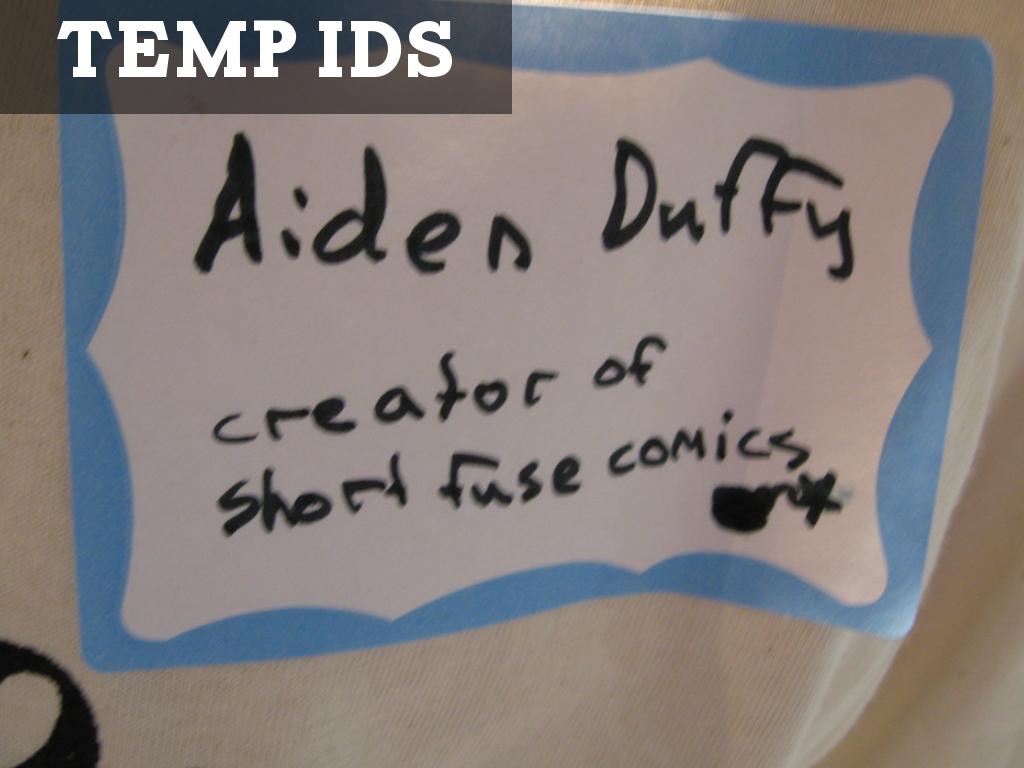 TEMP IDS
Aiden Duffy
creator of
short fuse comics